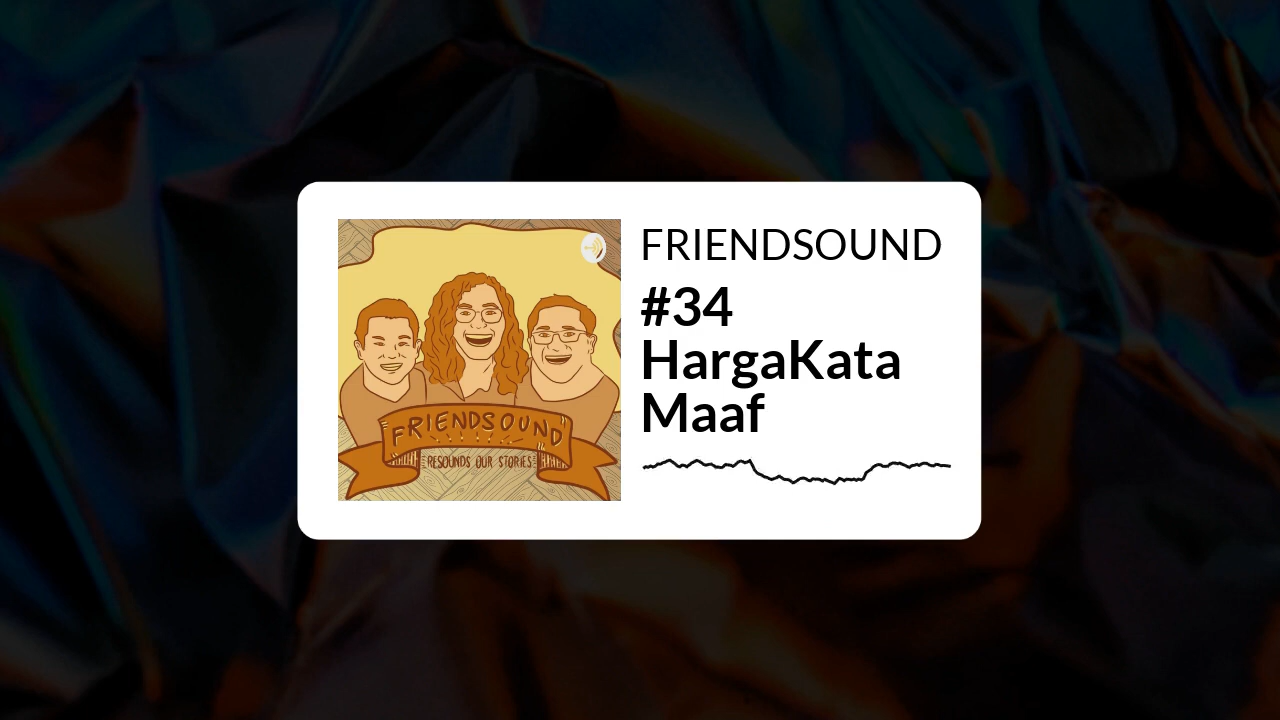 FRIENDSOUND
#34
HargaKata
Maaf
FRIENDSOUND
RESOUNDS OUR STORIES